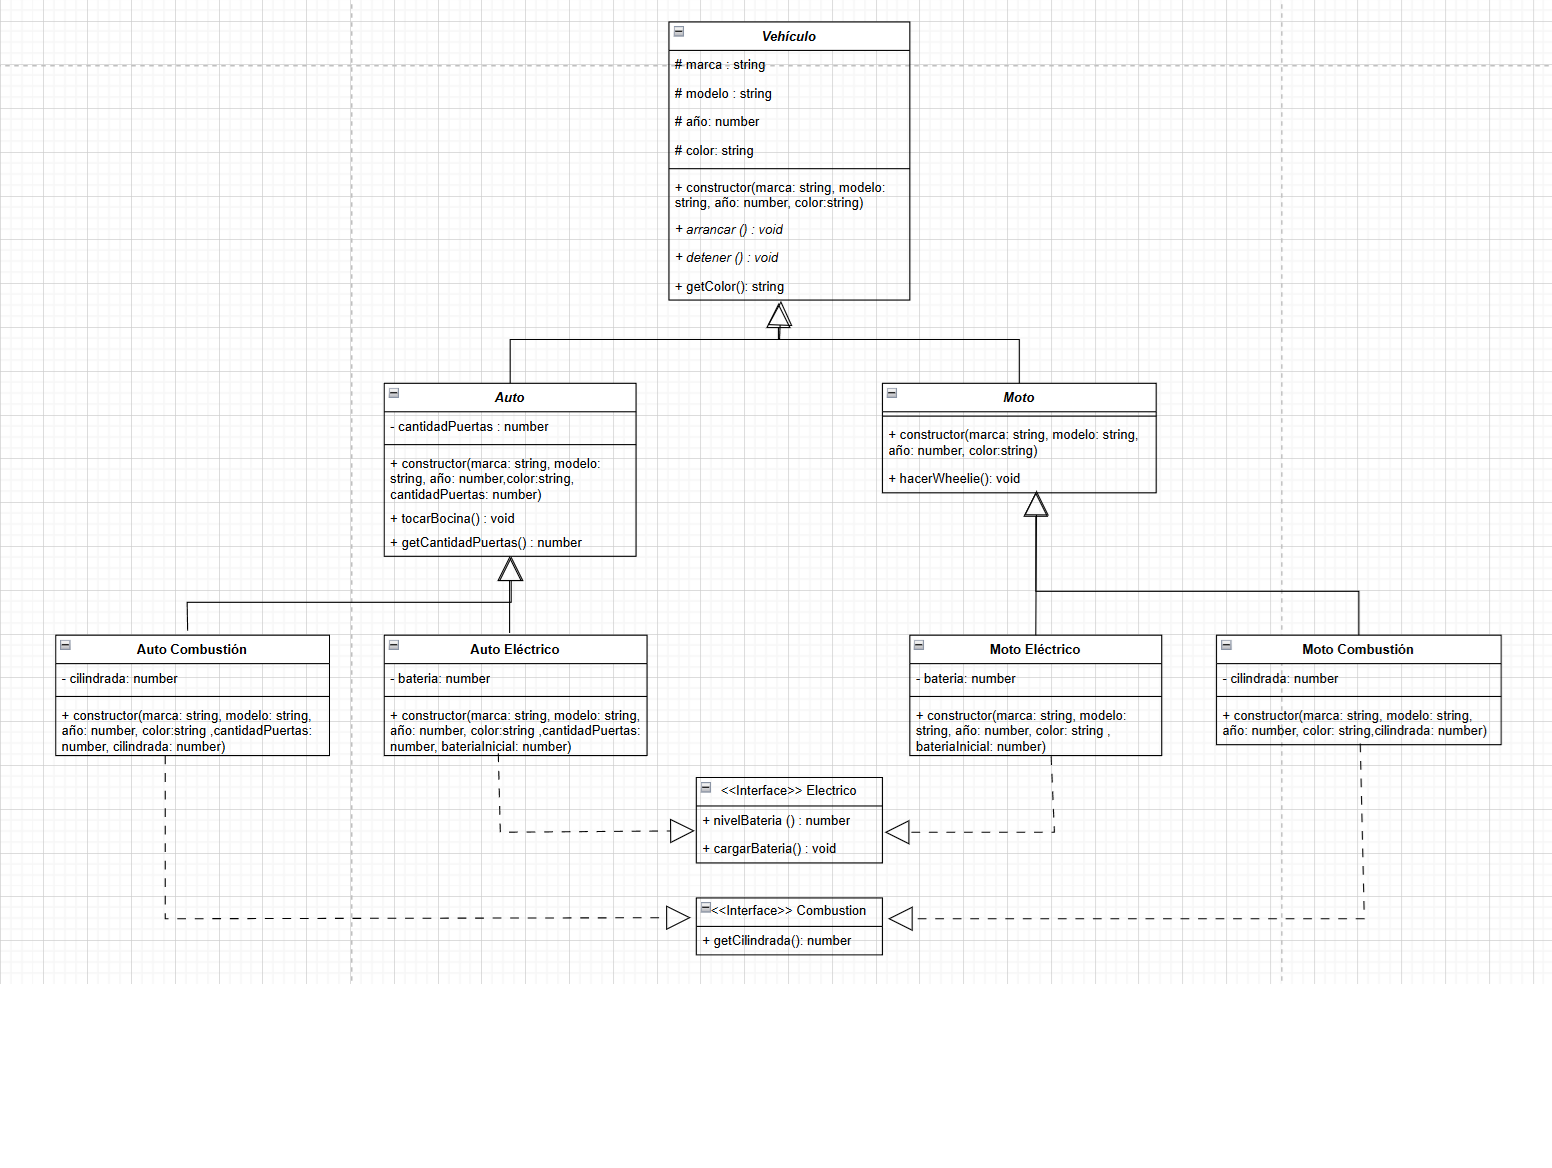 Vehículo
# marca : string
# modelo : string
# año: number
# color: string
+ constructor(marca: string, modelo:
string, año: number, color:string)
+ arrancar () : void
+ detener () : void
+ getColor(): string
Auto
- cantidadPuertas : number
+ constructor(marca: string, modelo:
string, año: number,color:string,
cantidadPuertas: number)
+ tocarBocina() : void
+ getCantidadPuertas() : number
Moto
+ constructor(marca: string, modelo: string,
año: number, color:string)
+ hacerWheelie(): void
Auto Combustión
- cilindrada: number
+ constructor(marca: string, modelo: string,
año: number, color:string ,cantidadPuertas:
number, cilindrada: number)
Auto Eléctrico
- bateria: number
+ constructor(marca: string, modelo: string,
año: number, color:string ,cantidadPuertas:
number, bateriaInicial: number)
Moto Eléctrico
- bateria: number
+ constructor(marca: string, modelo:
string, año: number, color: string ,
bateriaInicial: number)
Moto Combustión
- cilindrada: number
+ constructor(marca: string, modelo: string,
año: number, color: string,cilindrada: number)
<<Interface>> Electrico
+ nivelBateria () : number
+ cargarBateria() : void
<<Interface>> Combustion
+ getCilindrada(): number